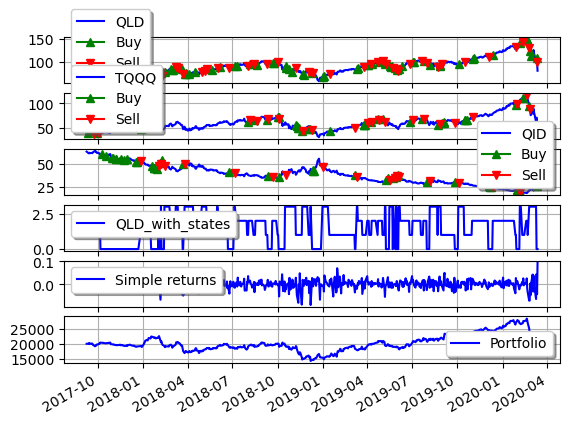 QLD
Buy
Sell
150
100
TQQQ
Buy
Sell
100
50
QID
Buy
Sell
50
25
QLD_with_states
2.5
0.0
Simple returns
0.1
0.0
Portfolio
25000
20000
15000
2017-10 2018-01 2018-04 2018-07 2018-10 2019-01 2019-04 2019-07 2019-10 2020-01 2020-04